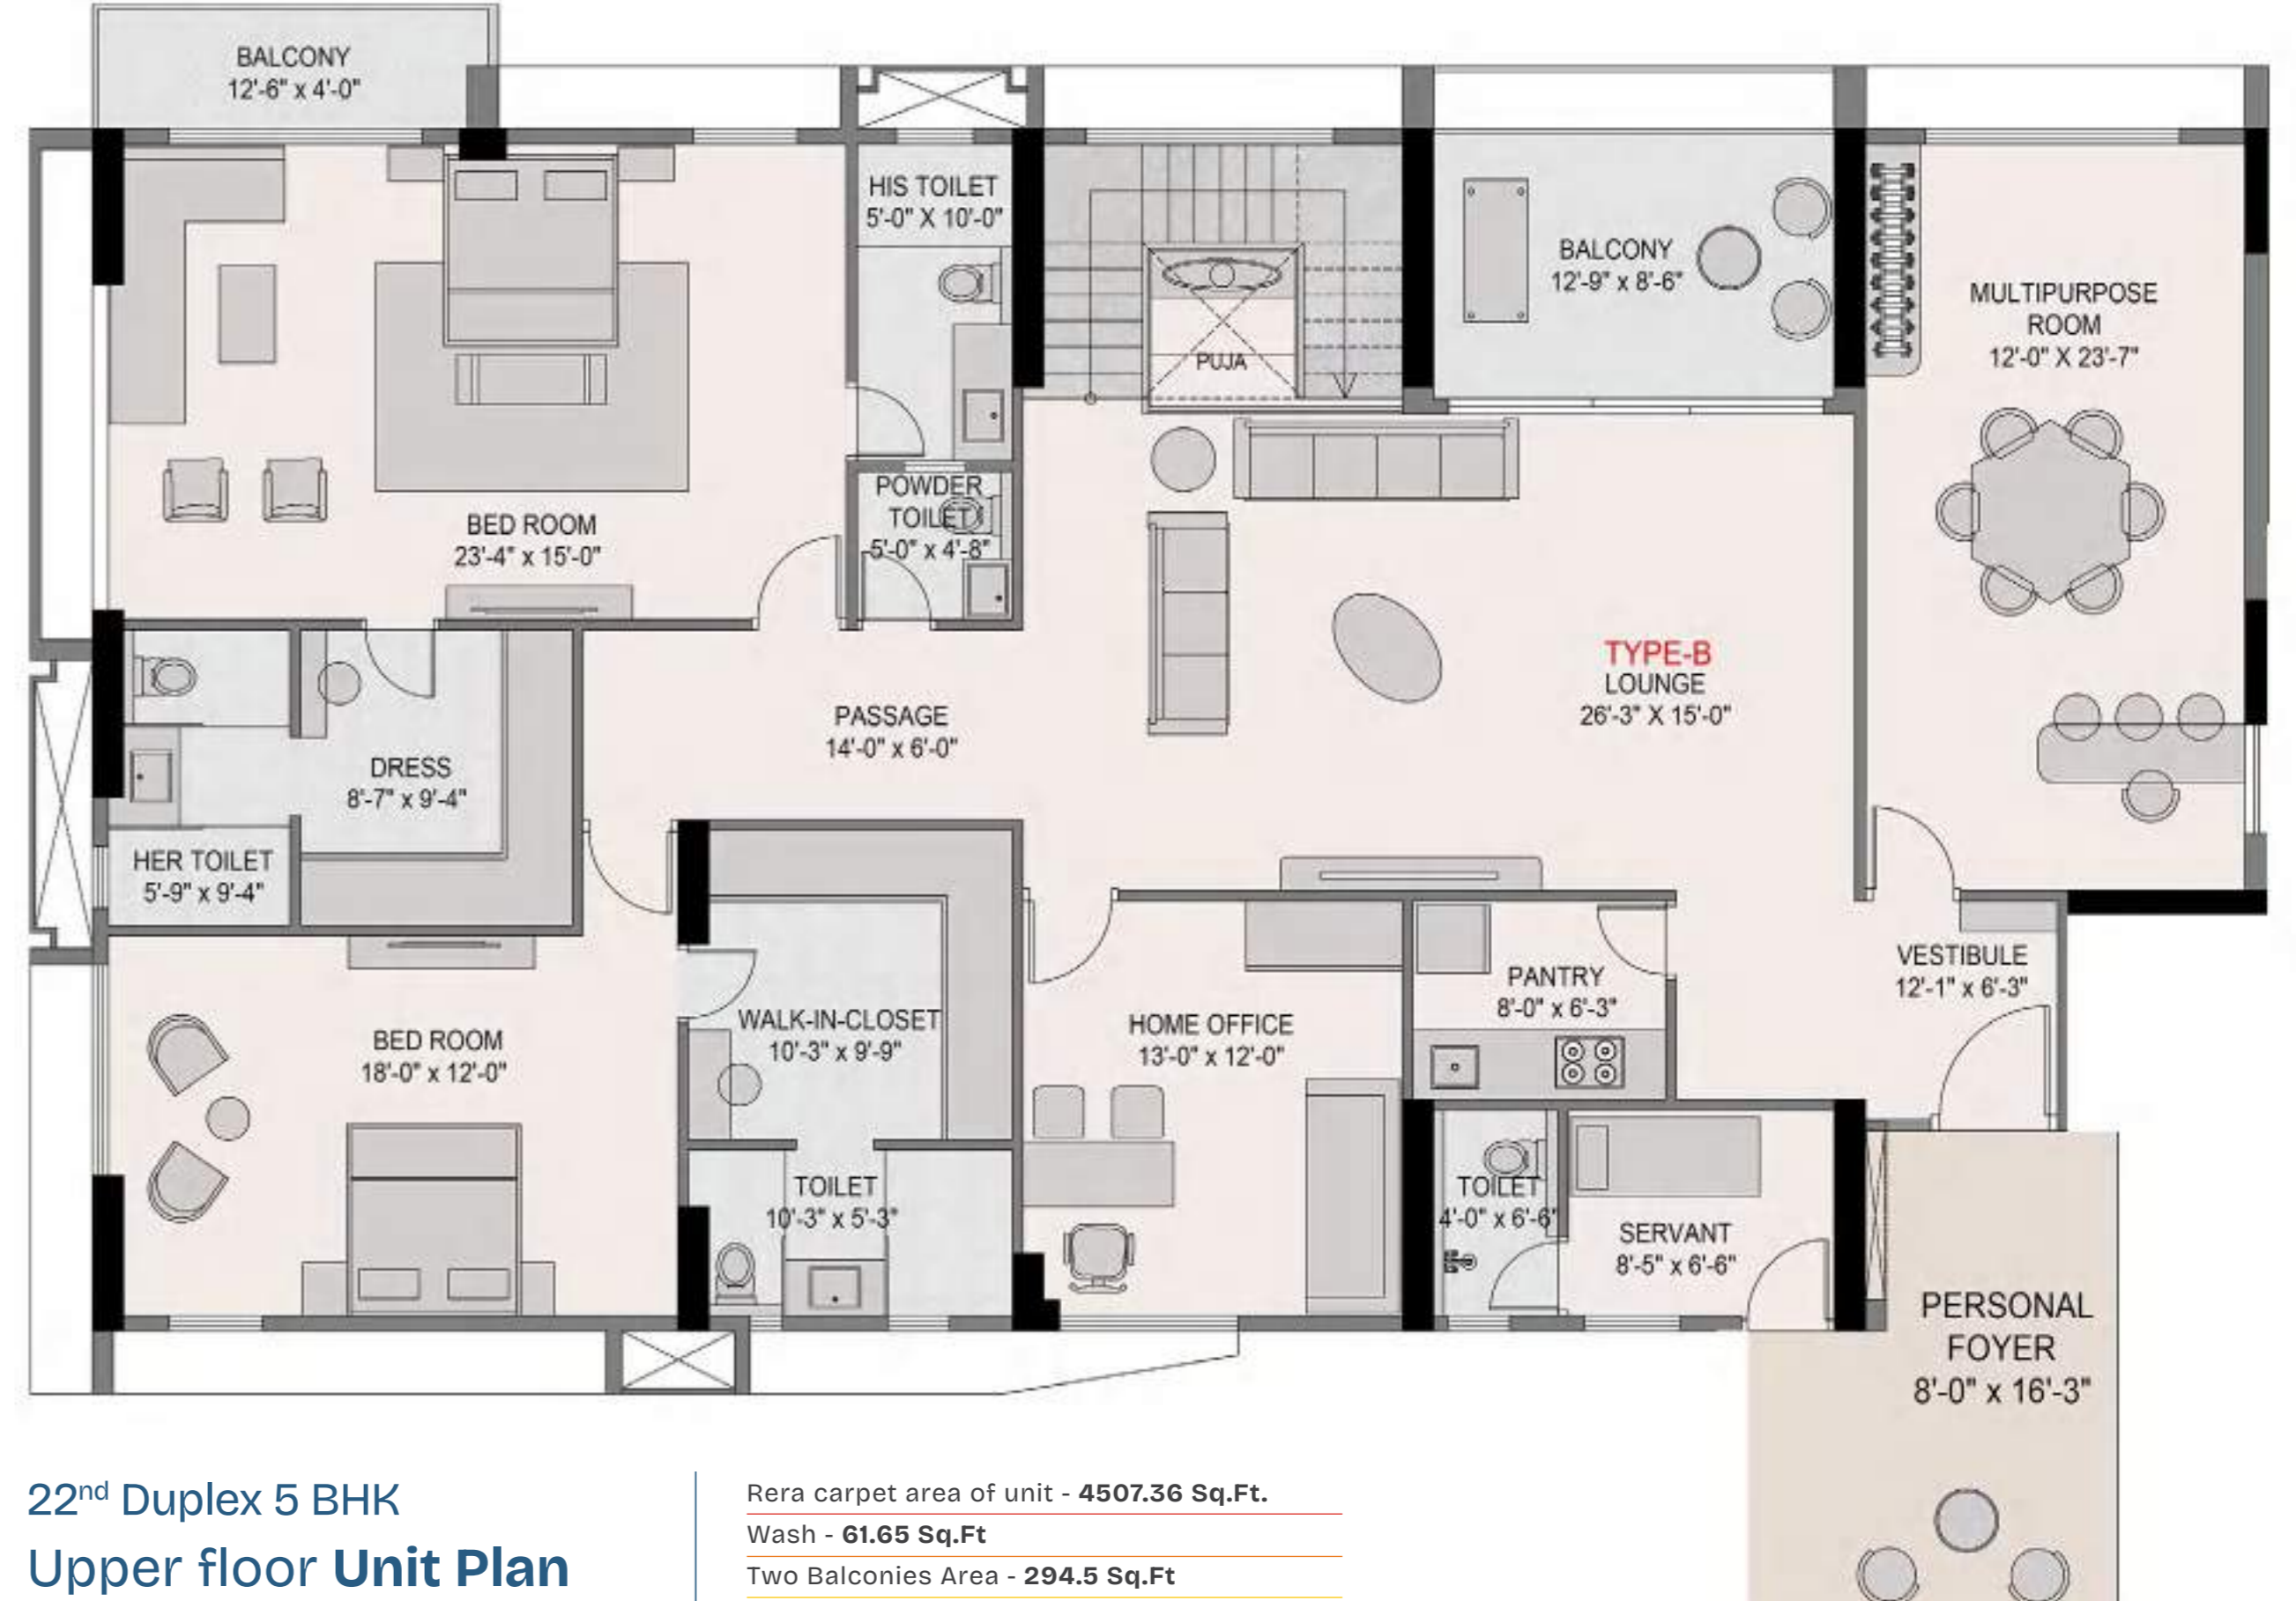 BALCONY
12'-6" x 4'-0"
HIS TOILET
5'-0" X 10'-0"
BALCONY
12'-9" x 8'-6"
MULTIPURPOSE
ROOM
12'-0" X 23'-7"
PUJA
POWDER
TOILET
5'-0" x 4'-8"
BED ROOM
23'-4" x 15'-0"
TYPE-B
LOUNGE
26'-3" X 15'-0"
PASSAGE
14'-0" x 6'-0"
DRESS
8'-7" x 9'-4"
HER TOILET
5'-9" x 9'-4"
VESTIBULE
12'-1" x 6'-3"
PANTRY
8'-0" x 6'-3"
WALK-IN-CLOSET
10'-3" x 9'-9"
HOME OFFICE
13'-0" x 12'-0"
BED ROOM
18'-0" x 12'-0"
TOILET
10'-3" x 5'-3"
TOILET
4'-0" x 6'-6"
SERVANT
8'-5" x 6'-6"
PERSONAL
FOYER
8'-0" x 16'-3"
22nd Duplex 5 BHK
Upper floor Unit Plan
Rera carpet area of unit - 4507.36 Sq.Ft.
Wash - 61.65 Sq.Ft
Two Balconies Area - 294.5 Sq.Ft